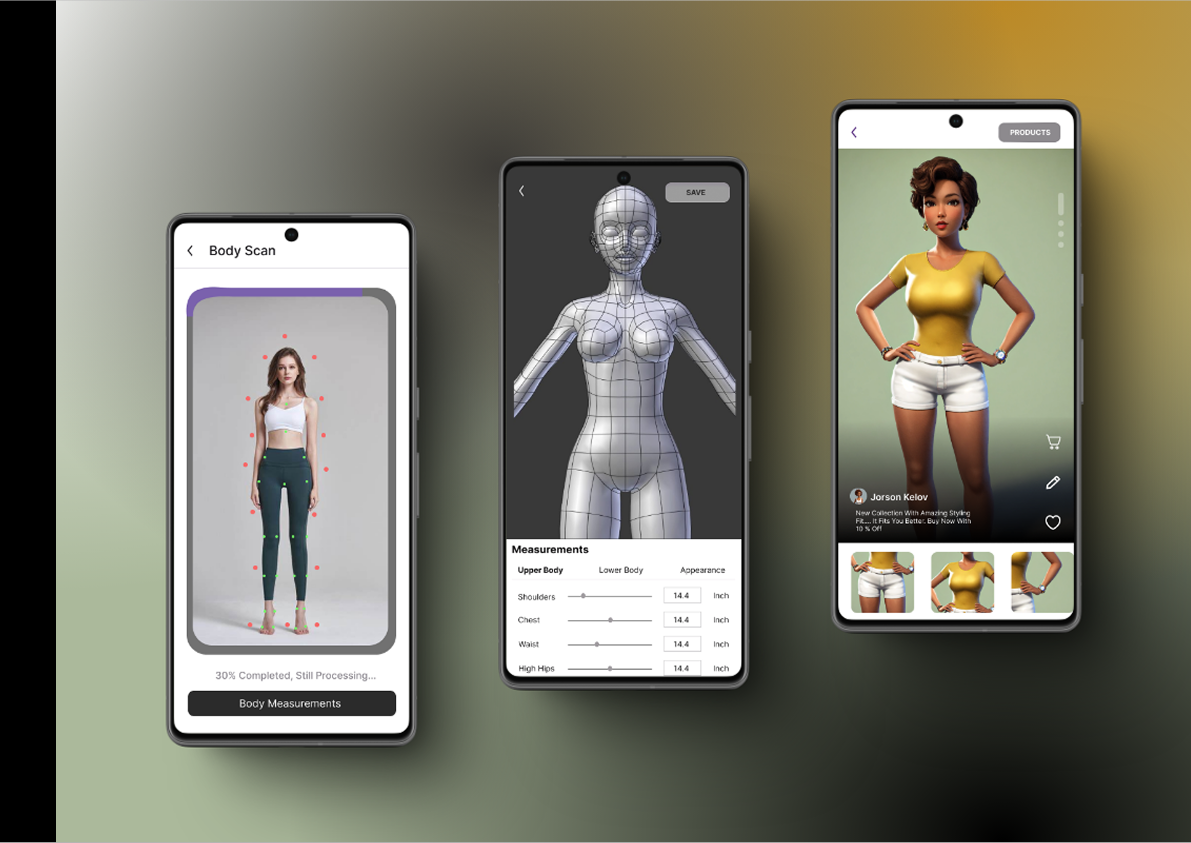 Body Scan
30% Completed, Still Processing...
Body Measurements
SAVE
Measurements
Upper Body Lower Body Appearance
Shoulders 14.4 Inch
Chest 14.4 Inch
Waist 14.4 Inch
High Hips 14.4 Inch
PRODUCTS
Jorson Kelov
New Collection With Amazing Styling
Fit.... It Fits You Better. Buy Now With
10 % Off